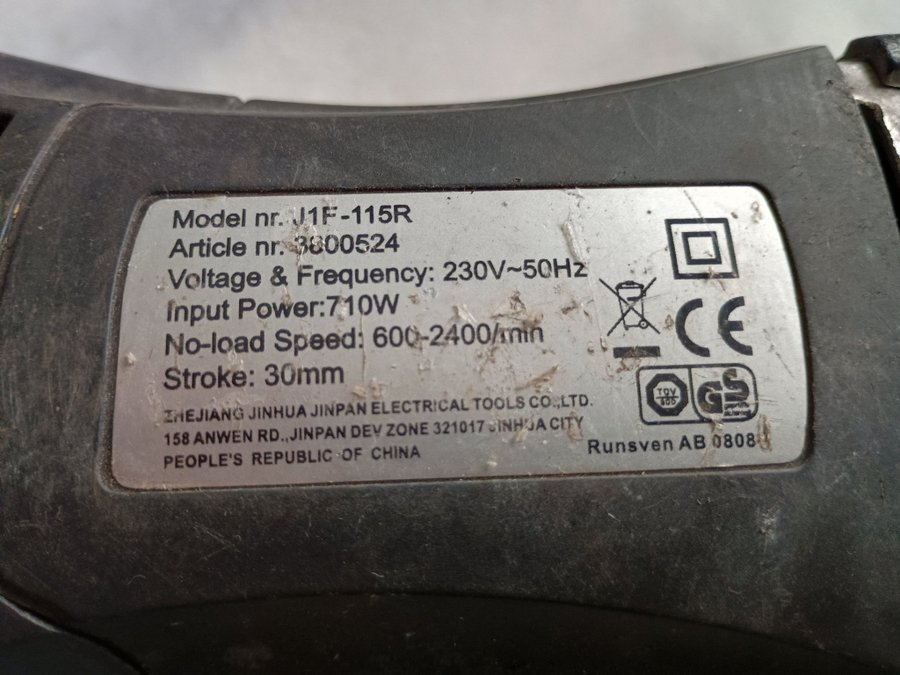 Model nr. J1F-115R
Article nr. 3800524
Voltage & Frequency: 230V~50Hz
Input Power:710W
No-load Speed: 600-2400/min
Stroke: 30mm
ZHEJIANG JINHUA JINPAN ELECTRICAL TOOLS CO.,LTD.
158 ANWEN RD.,JINPAN DEV ZONE 321017 JINHUA CITY
PEOPLE'S REPUBLIC OF CHINA
CE
TÜV
GS
Runsven AB 0808